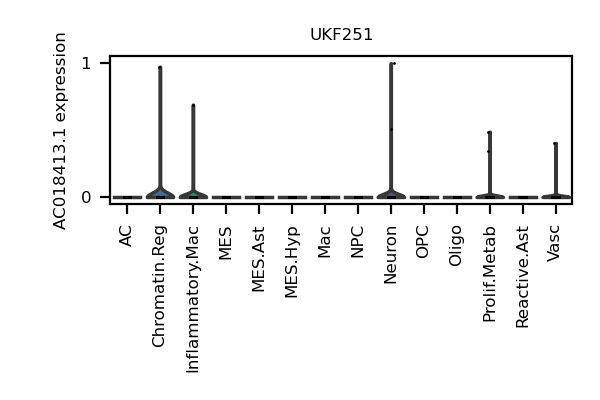 UKF251
AC018413.1 expression
1
0
AC
Chromatin.Reg
Inflammatory.Mac
MES
MES.Ast
MES.Hyp
Mac
NPC
Neuron
OPC
Oligo
Prolif.Metab
Reactive.Ast
Vasc